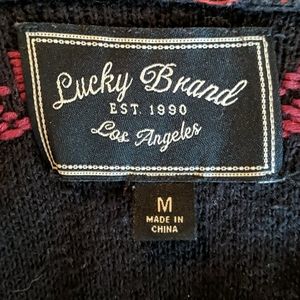 Lucky Brand
EST. 1990
Los Angeles
M
MADE IN
CHINA